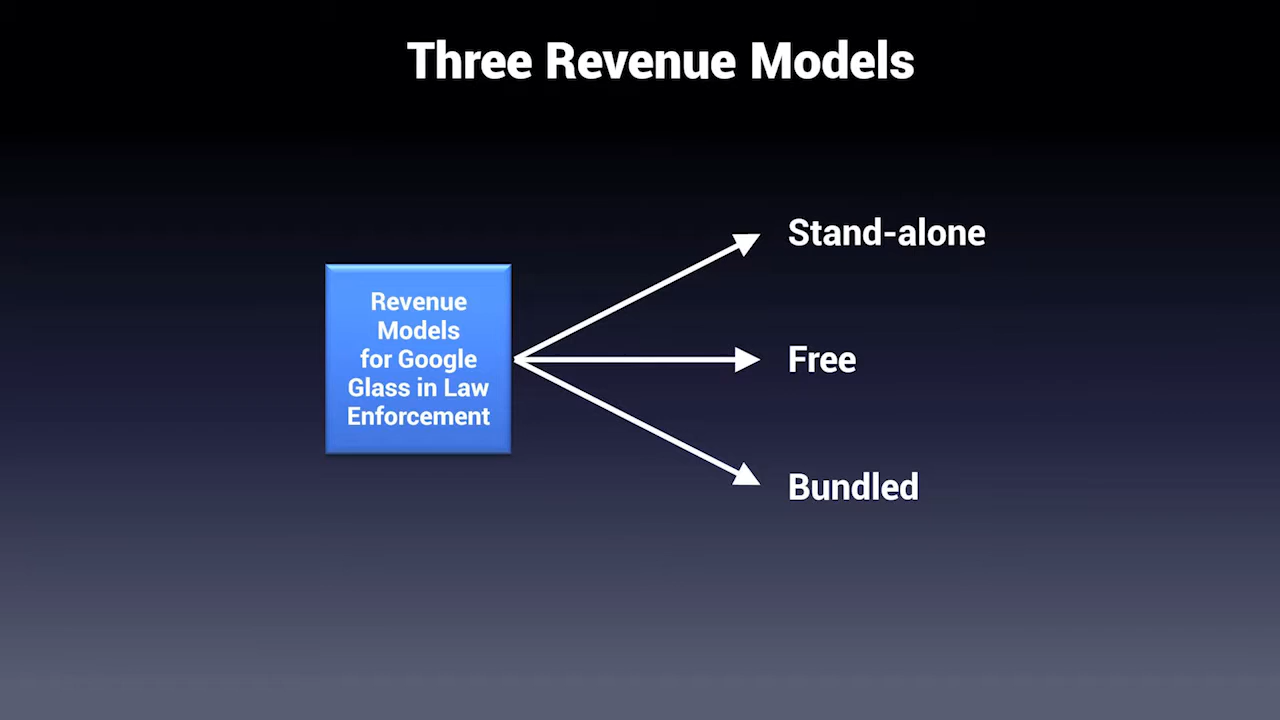 Three Revenue Models
Revenue
Models
for Google
Glass in Law
Enforcement
Stand-alone
Free
Bundled